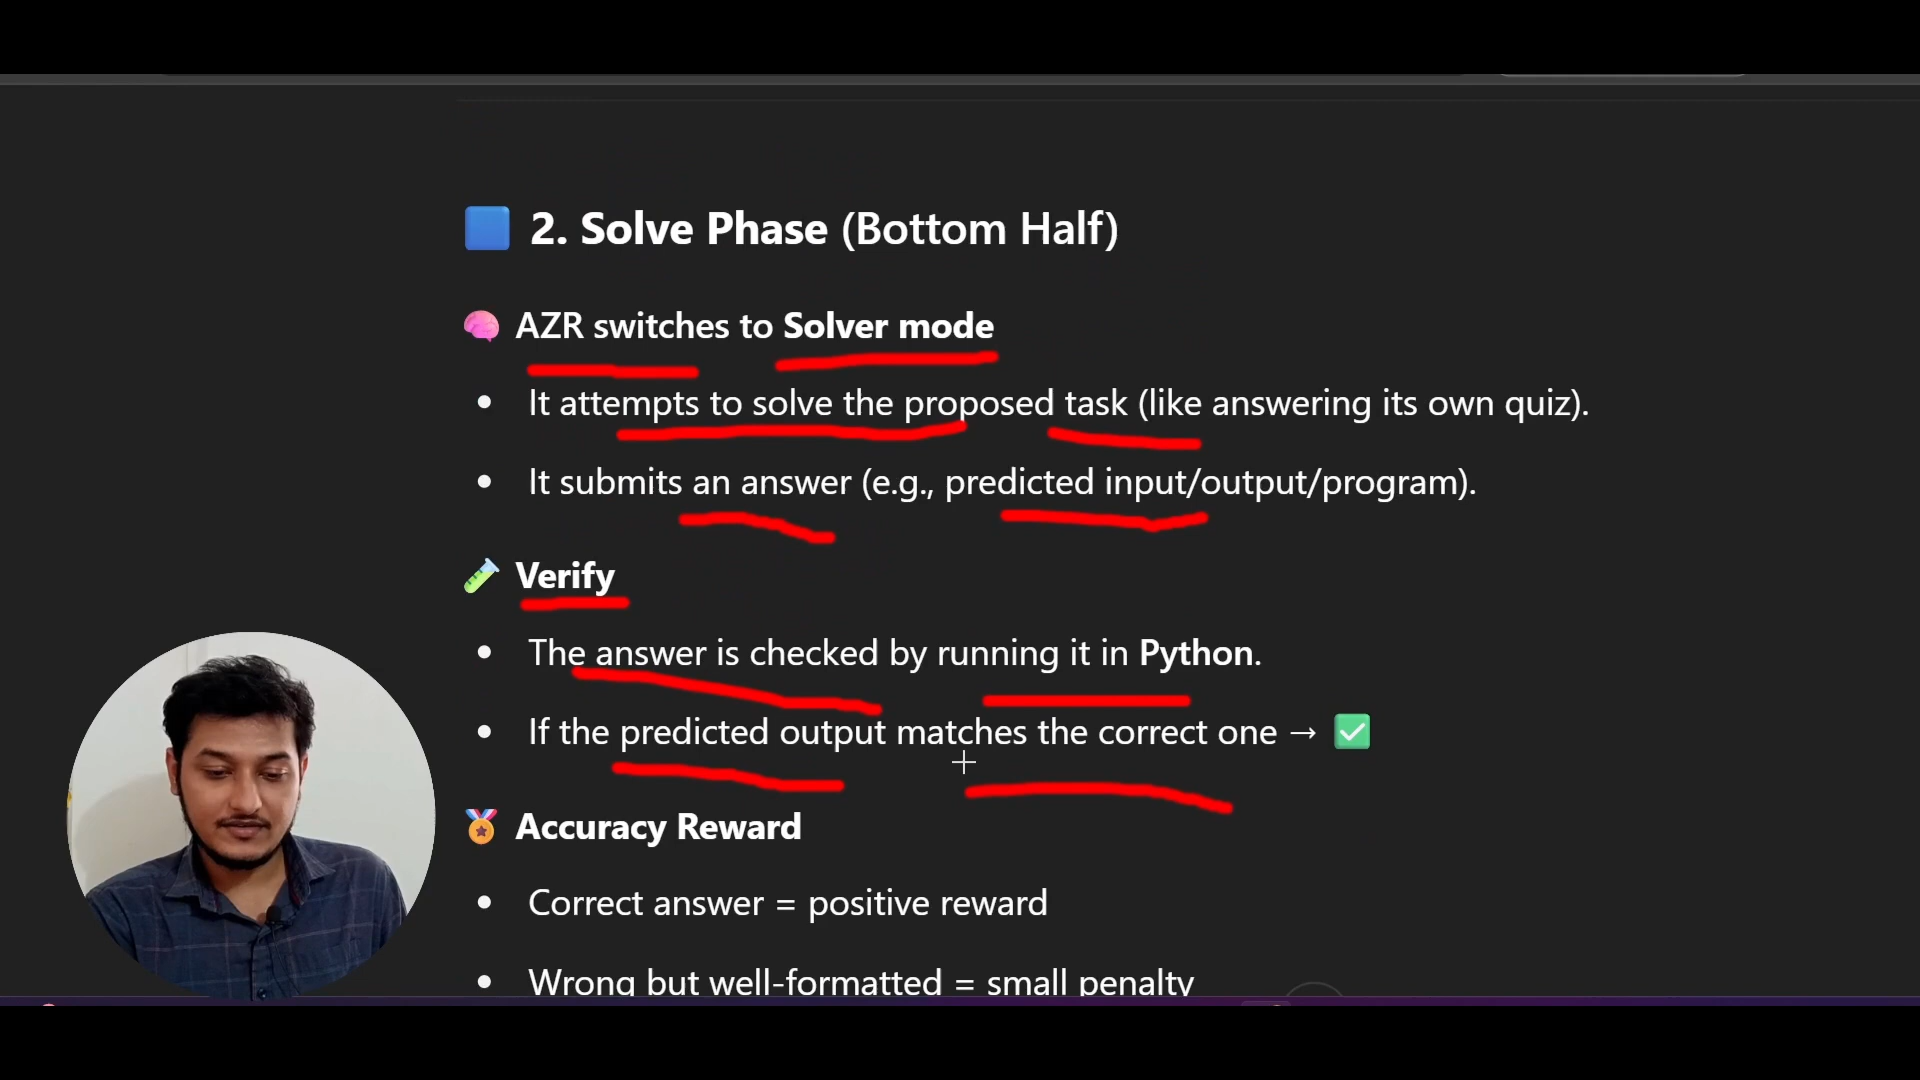 2. Solve Phase (Bottom Half)
AZR switches to Solver mode
• It attempts to solve the proposed task (like answering its own quiz).
• It submits an answer (e.g., predicted input/output/program).
Verify
• The answer is checked by running it in Python.
• If the predicted output matches the correct one → ✅
Accuracy Reward
• Correct answer = positive reward
• Wrong but well-formatted = small penalty